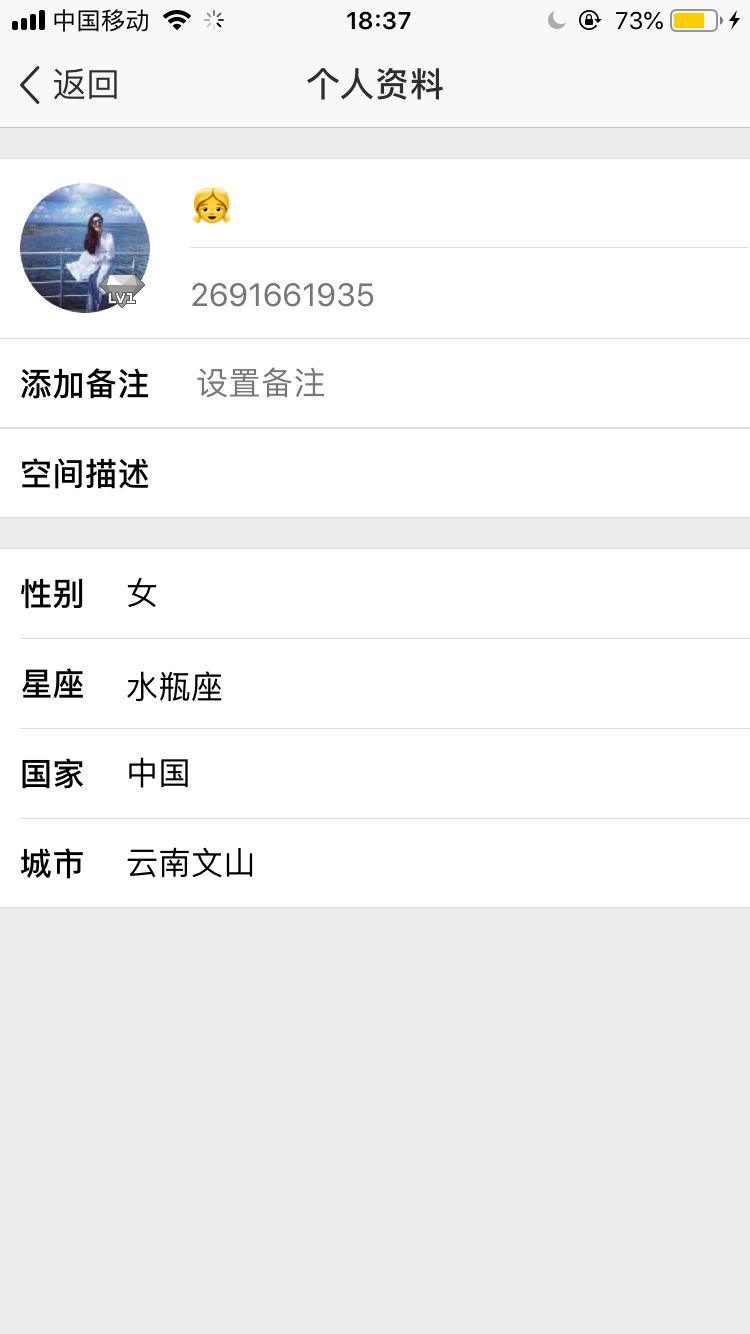 中国移动 18:37 73%
返回 个人资料
👧
2691661935
LV1
添加备注 设置备注
空间描述
性别 女
星座 水瓶座
国家 中国
城市 云南文山